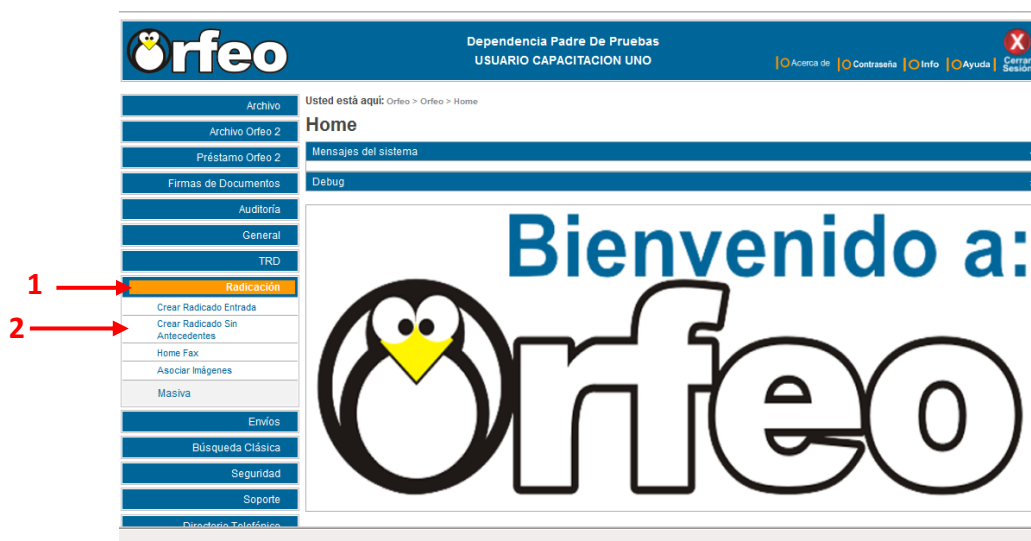 Orfeo
Dependencia Padre De Pruebas
USUARIO CAPACITACION UNO
Acerca de
Contraseña
Info
Ayuda
X
Cerrar
Sesión
Archivo
Archivo Orfeo 2
Préstamo Orfeo 2
Firmas de Documentos
Auditoría
General
TRD
1
Radicación
Crear Radicado Entrada
2
Crear Radicado Sin
Antecedentes
Home Fax
Asociar Imágenes
Masiva
Envíos
Búsqueda Clásica
Seguridad
Soporte
Directorio Telefónico
Usted está aquí: Orfeo > Orfeo > Home
Home
Mensajes del sistema
Debug
Bienvenido a:
Orfeo